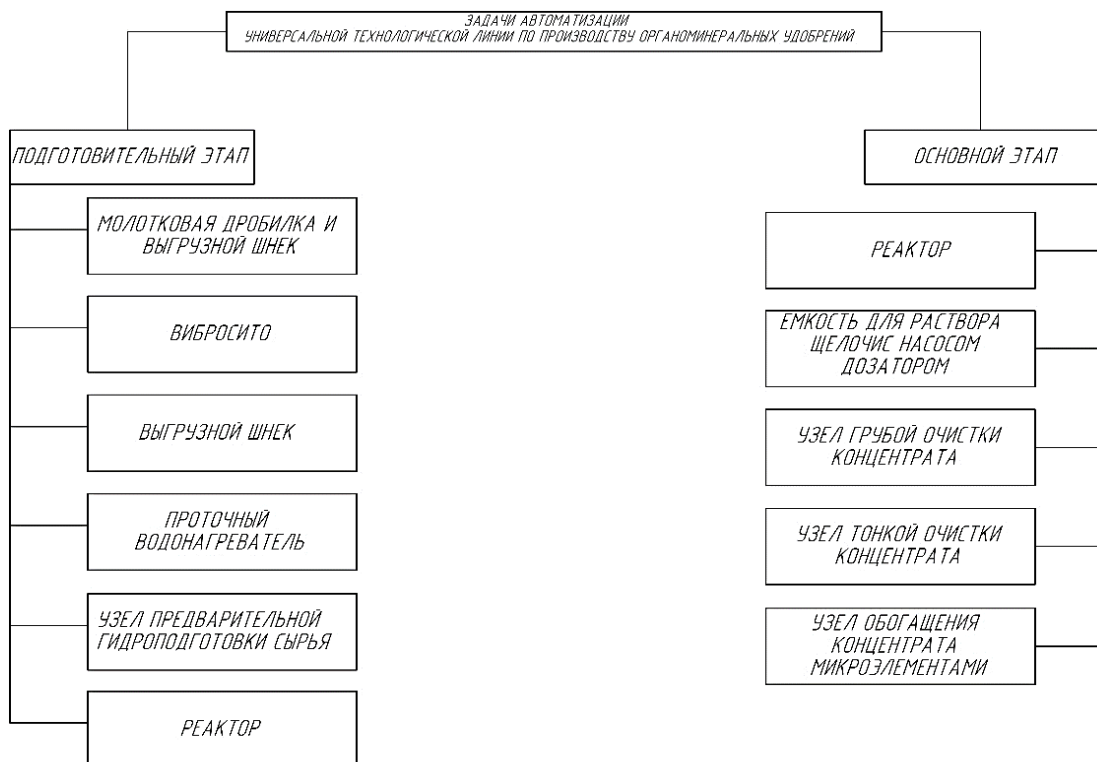 ЗАДАЧИ АВТОМАТИЗАЦИИ
УНИВЕРСАЛЬНОЙ ТЕХНОЛОГИЧЕСКОЙ ЛИНИИ ПО ПРОИЗВОДСТВУ ОРГАНОМИНЕРАЛЬНЫХ УДОБРЕНИЙ
ПОДГОТОВИТЕЛЬНЫЙ ЭТАП
МОЛОТКОВАЯ ДРОБИЛКА И
ВЫГРУЗНОЙ ШНЕК
ВИБРОСИТО
ВЫГРУЗНОЙ ШНЕК
ПРОТОЧНЫЙ
ВОДОНАГРЕВАТЕЛЬ
УЗЕЛ ПРЕДВАРИТЕЛЬНОЙ
ГИДРОПОДГОТОВКИ СЫРЬЯ
РЕАКТОР
ОСНОВНОЙ ЭТАП
РЕАКТОР
ЕМКОСТЬ ДЛЯ РАСТВОРА
ЩЕЛОЧИС НАСОСОМ
ДОЗАТОРОМ
УЗЕЛ ГРУБОЙ ОЧИСТКИ
КОНЦЕНТРАТА
УЗЕЛ ТОНКОЙ ОЧИСТКИ
КОНЦЕНТРАТА
УЗЕЛ ОБОГАЩЕНИЯ
КОНЦЕНТРАТА
МИКРОЭЛЕМЕНТАМИ